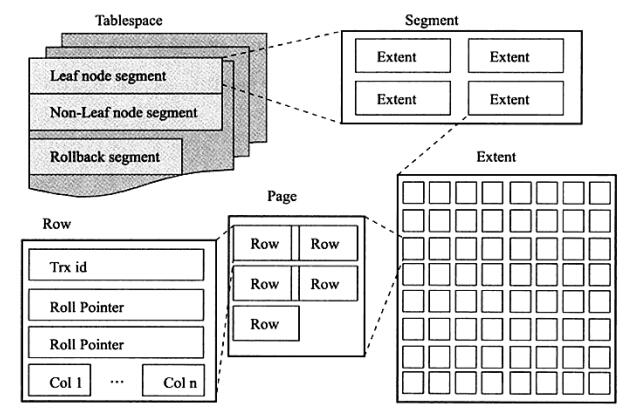 Tablespace
Segment
Leaf node segment
Non-Leaf node segment
Rollback segment
Extent
Extent
Extent
Extent
Extent
Page
Row
Row
Row
Row
Row
Row
Trx id
Roll Pointer
Roll Pointer
Col 1
...
Col n